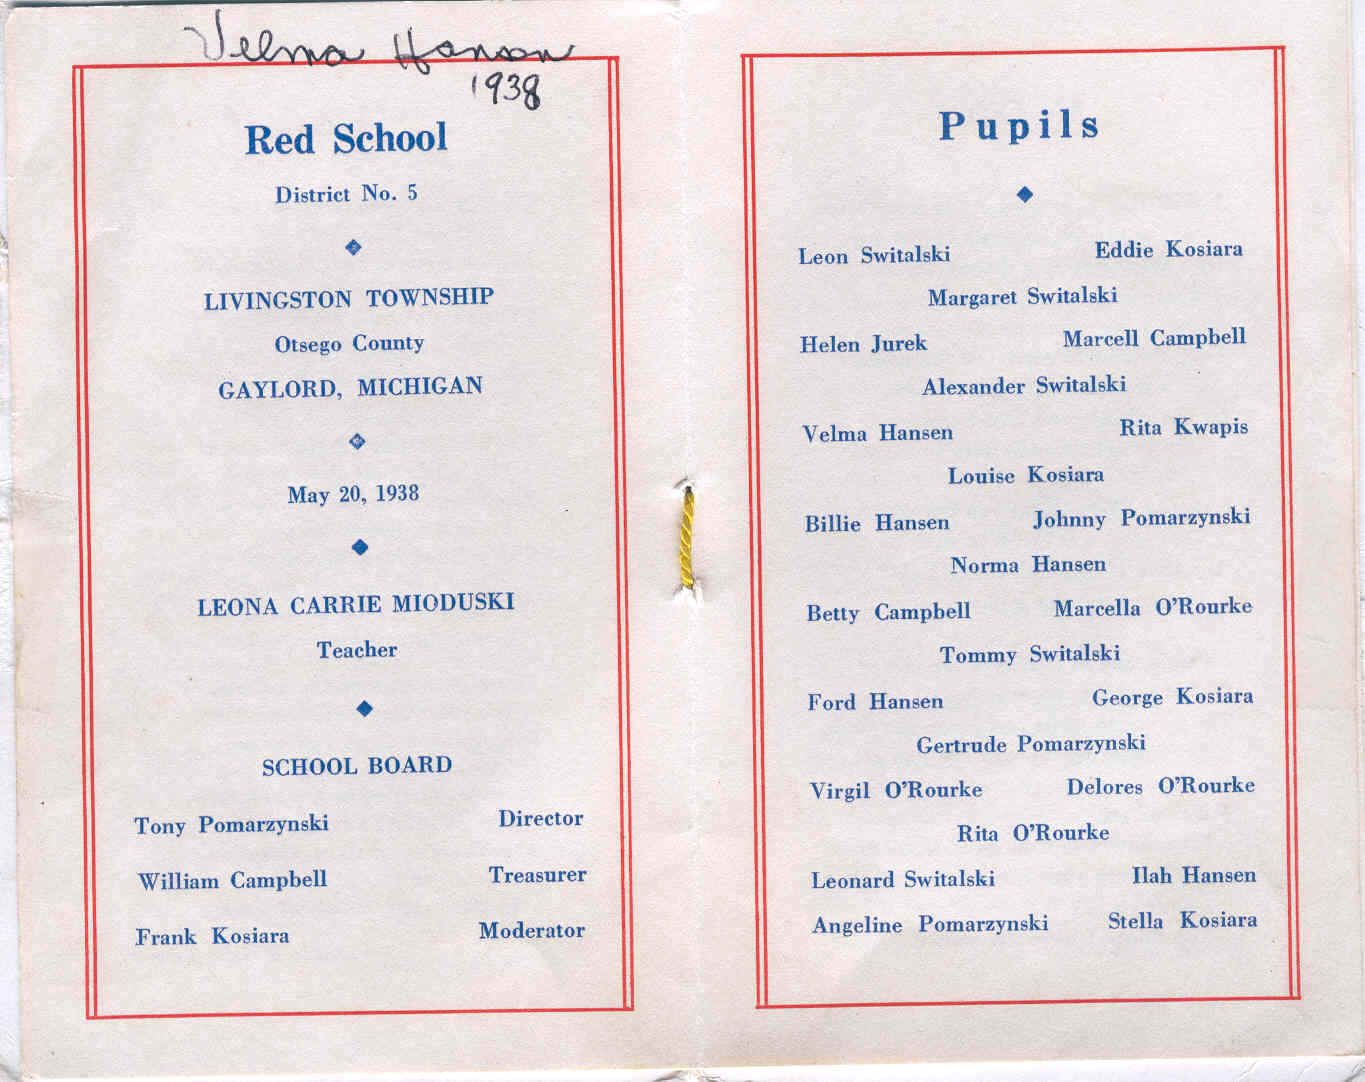 Velma Hanson
1938
Red School
District No. 5
LIVINGSTON TOWNSHIP
Otsego County
GAYLORD, MICHIGAN
May 20, 1938
LEONA CARRIE MIODUSKI
Teacher
SCHOOL BOARD
Tony Pomarzynski Director
William Campbell Treasurer
Frank Kosiara Moderator
Pupils
Leon Switalski Eddie Kosiara
Margaret Switalski
Helen Jurek Marcell Campbell
Alexander Switalski
Velma Hansen Rita Kwapis
Louise Kosiara
Billie Hansen Johnny Pomarzynski
Norma Hansen
Betty Campbell Marcella O'Rourke
Tommy Switalski
Ford Hansen George Kosiara
Gertrude Pomarzynski
Virgil O'Rourke Delores O'Rourke
Rita O'Rourke
Leonard Switalski Ilah Hansen
Angeline Pomarzynski Stella Kosiara